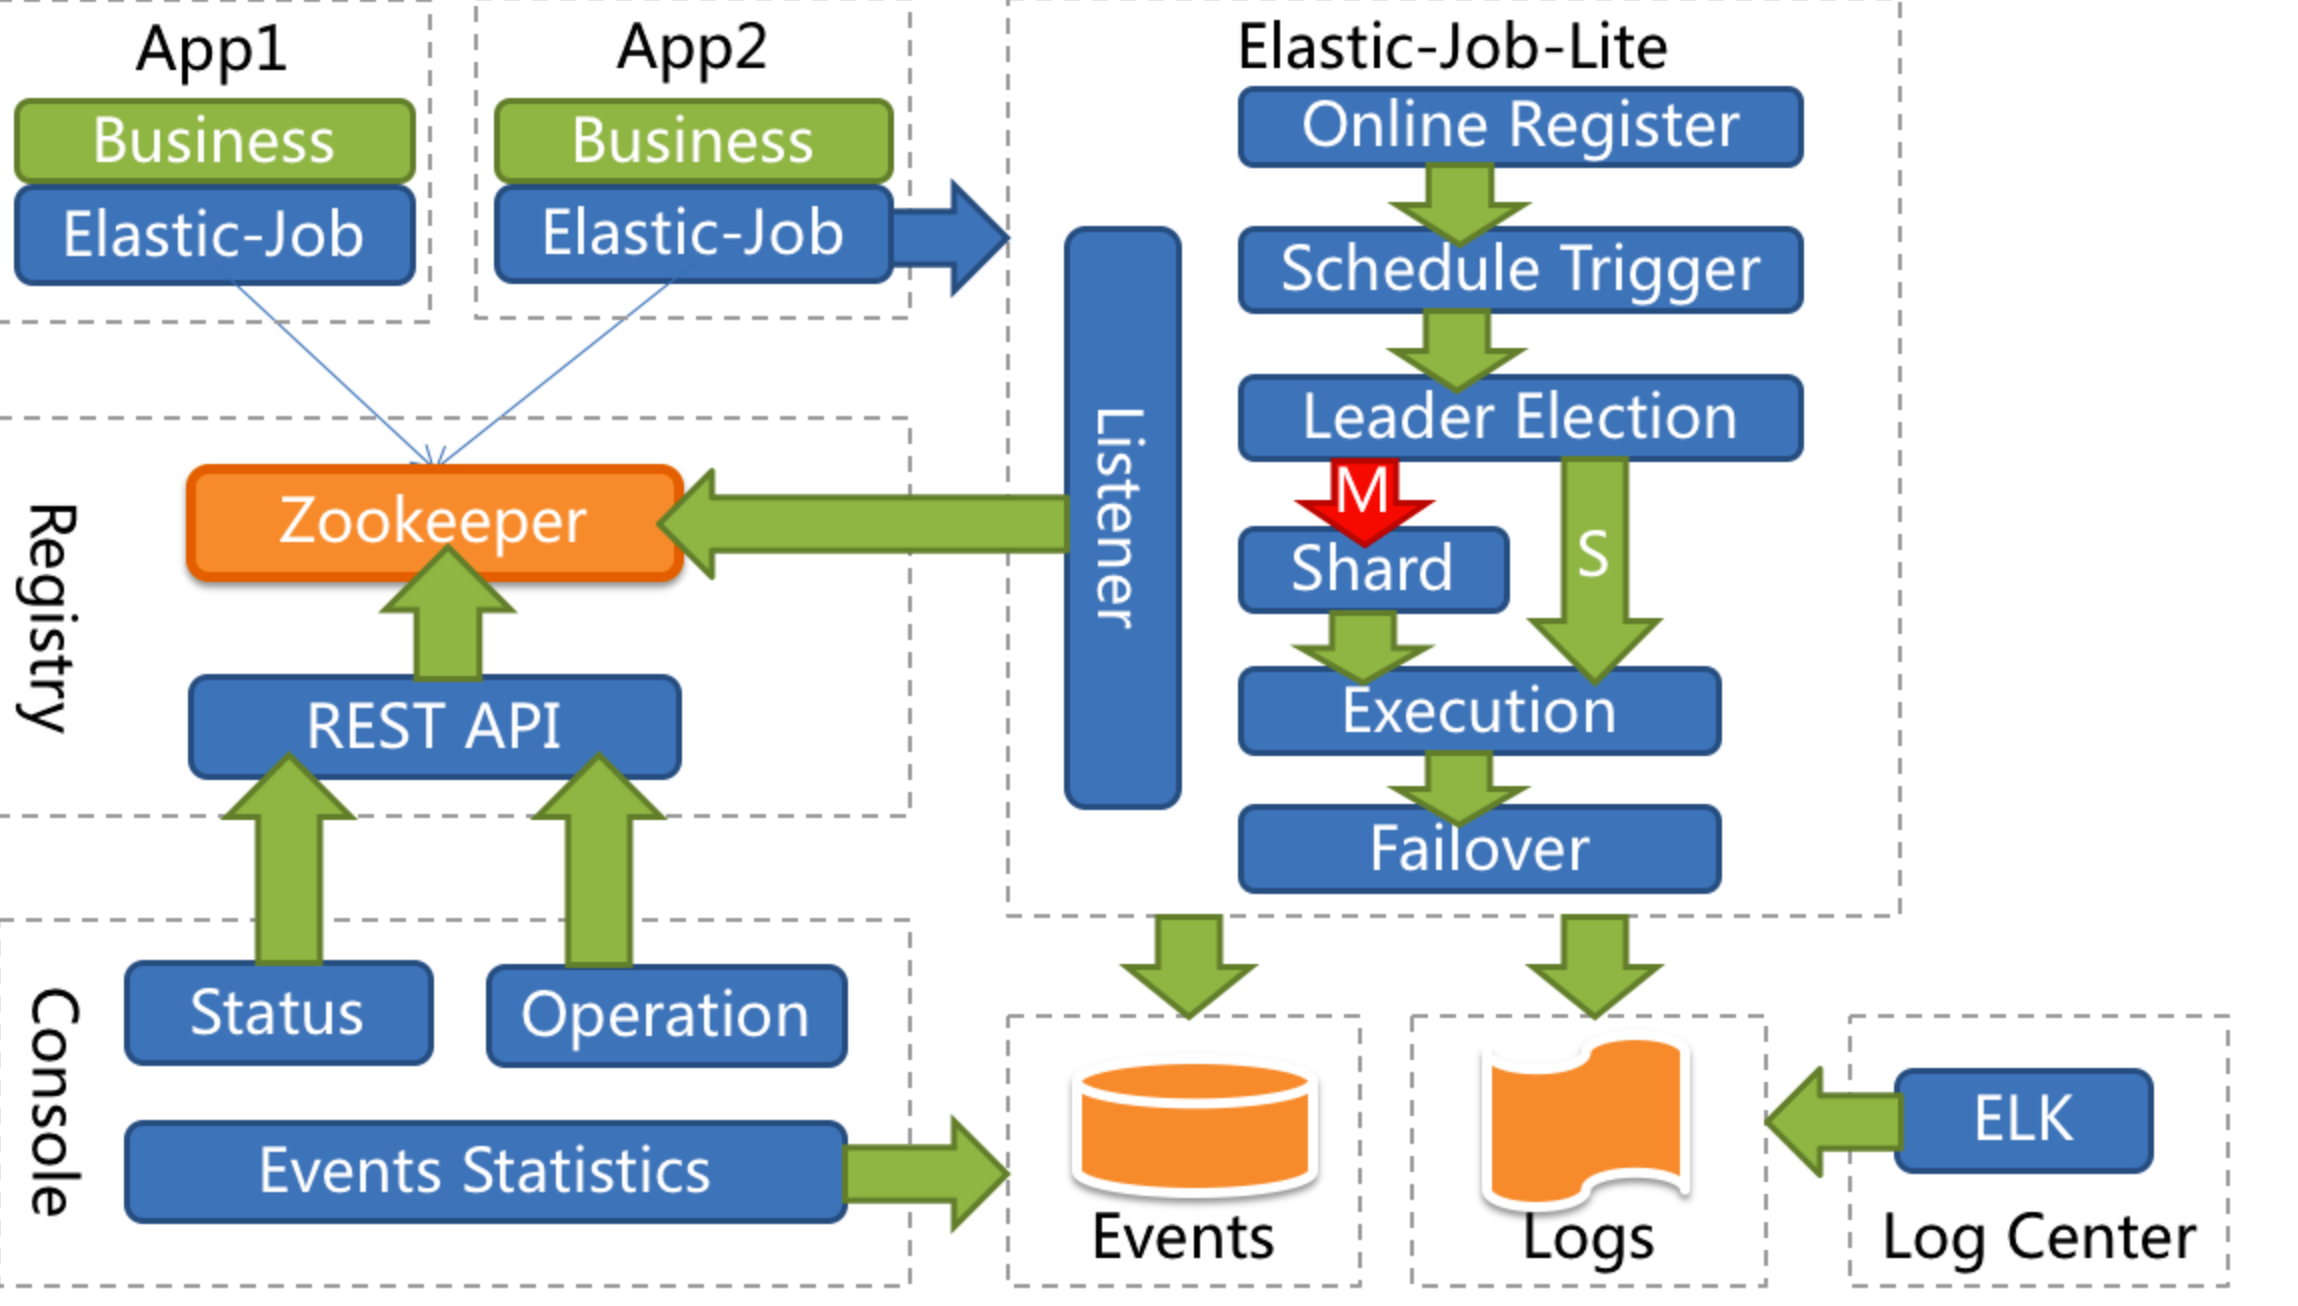 App1
Business
Elastic-Job
App2
Business
Elastic-Job
Elastic-Job-Lite
Online Register
Schedule Trigger
Leader Election
M
S
Shard
Execution
Failover
Listener
Registry
Zookeeper
REST API
Console
Status
Operation
Events Statistics
Events
Logs
ELK
Log Center